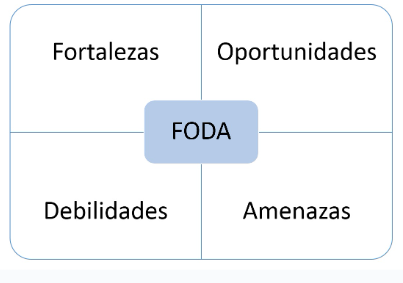 Fortalezas
Oportunidades
FODA
Debilidades
Amenazas